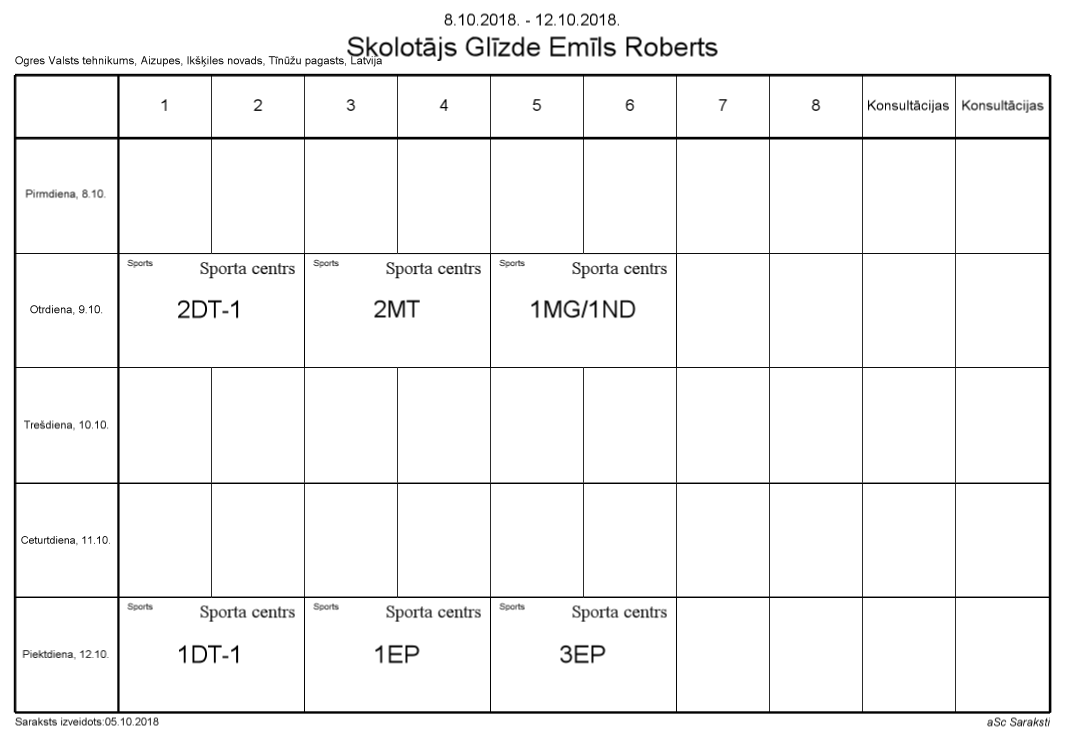 8.10.2018. - 12.10.2018.
Skolotājs Glīzde Emīls Roberts
Ogres Valsts tehnikums, Aizupes, Ikšķiles novads, Tīnūžu pagasts, Latvija
1 2 3 4 5 6 7 8 Konsultācijas Konsultācijas
Pirmdiena, 8.10.
Sports Sporta centrs Sports Sporta centrs Sports Sporta centrs
Otrdiena, 9.10. 2DT-1 2MT 1MG/1ND
Trešdiena, 10.10.
Ceturtdiena, 11.10.
Sports Sporta centrs Sports Sporta centrs Sports Sporta centrs
Piektdiena, 12.10. 1DT-1 1EP 3EP
Saraksts izveidots:05.10.2018 aSc Saraksti